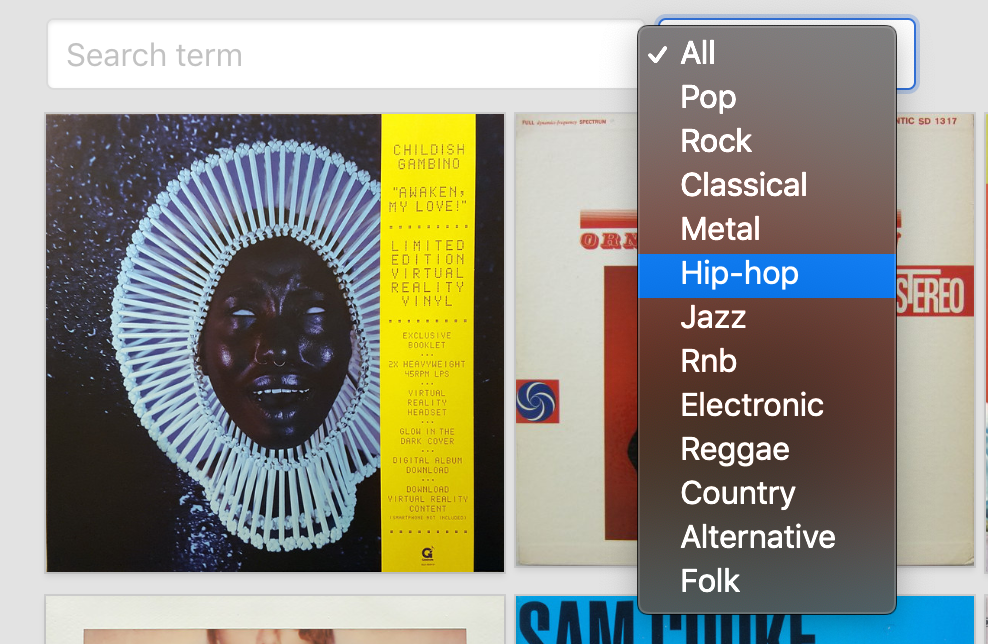 Search term
All
Pop
Rock
Classical
Metal
Hip-hop
Jazz
Rnb
Electronic
Reggae
Country
Alternative
Folk
CHILDISH
GAMBINO
"AWAKEN,
MY LOVE!"
LIMITED
EDITION
VIRTUAL
REALITY
VINYL
EXCLUSIVE
BOOKLET
2X HEAVYWEIGHT
45RPM LPS
VIRTUAL
REALITY
HEADSET
GLOW IN THE
DARK COVER
DIGITAL ALBUM
DOWNLOAD
DOWNLOAD
VIRTUAL REALITY
CONTENT
(SMARTPHONE NOT INCLUDED)
FULL dynamics-frequency SPECTRUM
NTIC SD 1317
ORN
STEREO
SAM COOKE